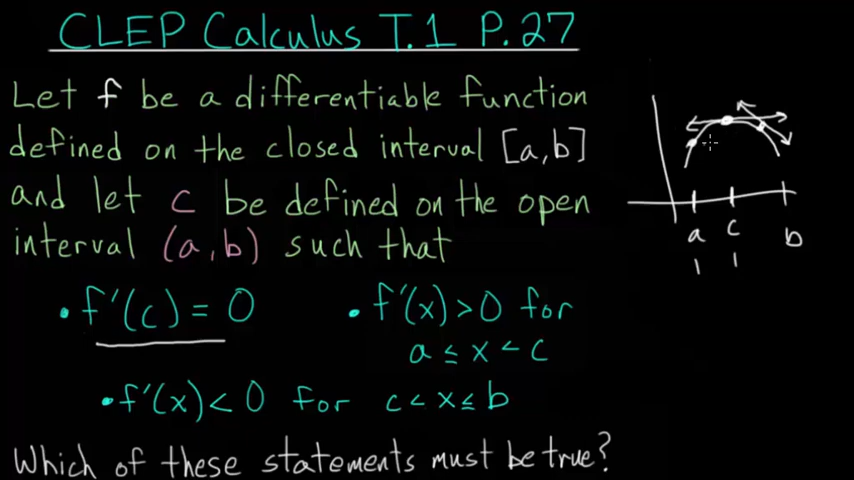 CLEP Calculus T.1 P.27
Let f be a differentiable function
defined on the closed interval [a,b]
and let c be defined on the open
interval (a,b) such that
• f'(c) = 0
• f'(x) > 0 for
a ≤ x < c
• f'(x) < 0 for c < x ≤ b
Which of these statements must be true?
a c b